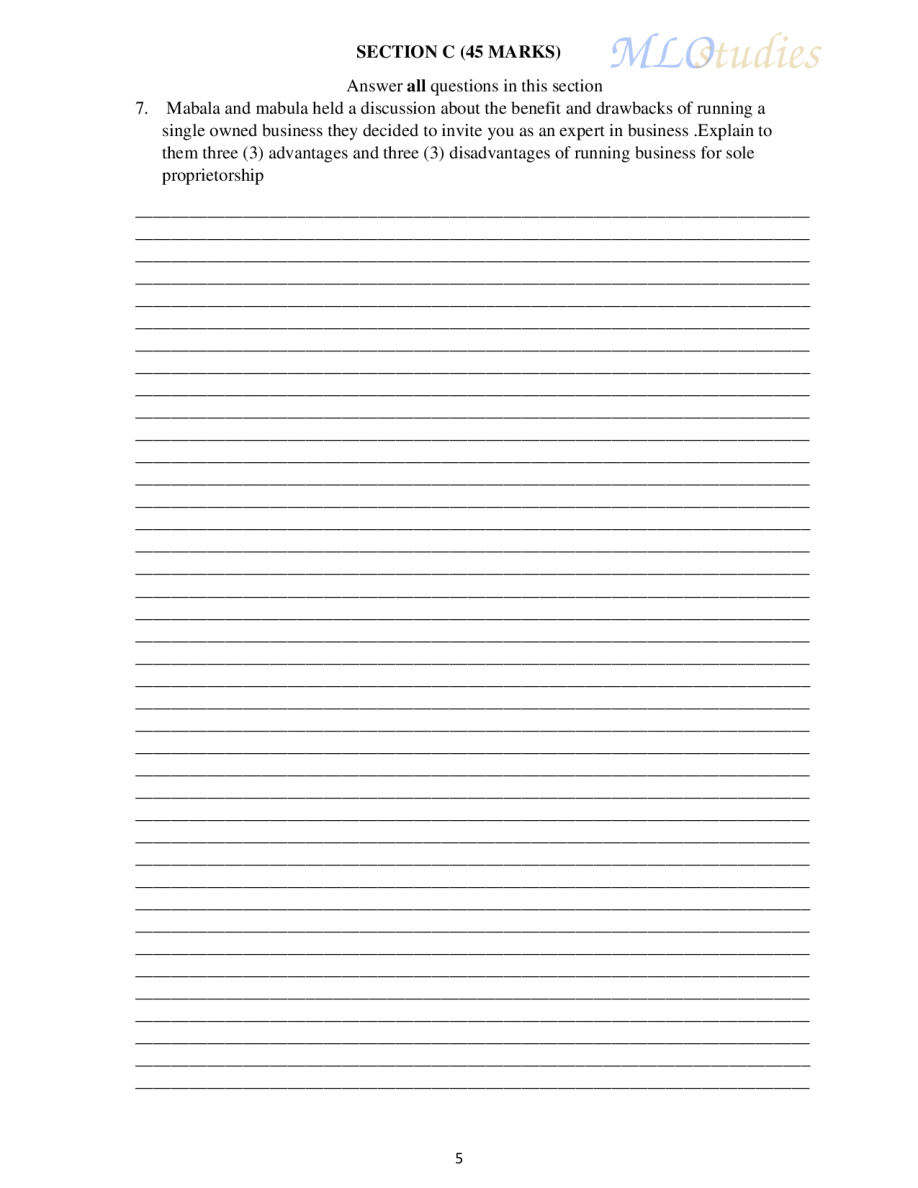 SECTION C (45 MARKS)
MLOstudies
Answer all questions in this section
7. Mabala and mabula held a discussion about the benefit and drawbacks of running a
single owned business they decided to invite you as an expert in business .Explain to
them three (3) advantages and three (3) disadvantages of running business for sole
proprietorship
5